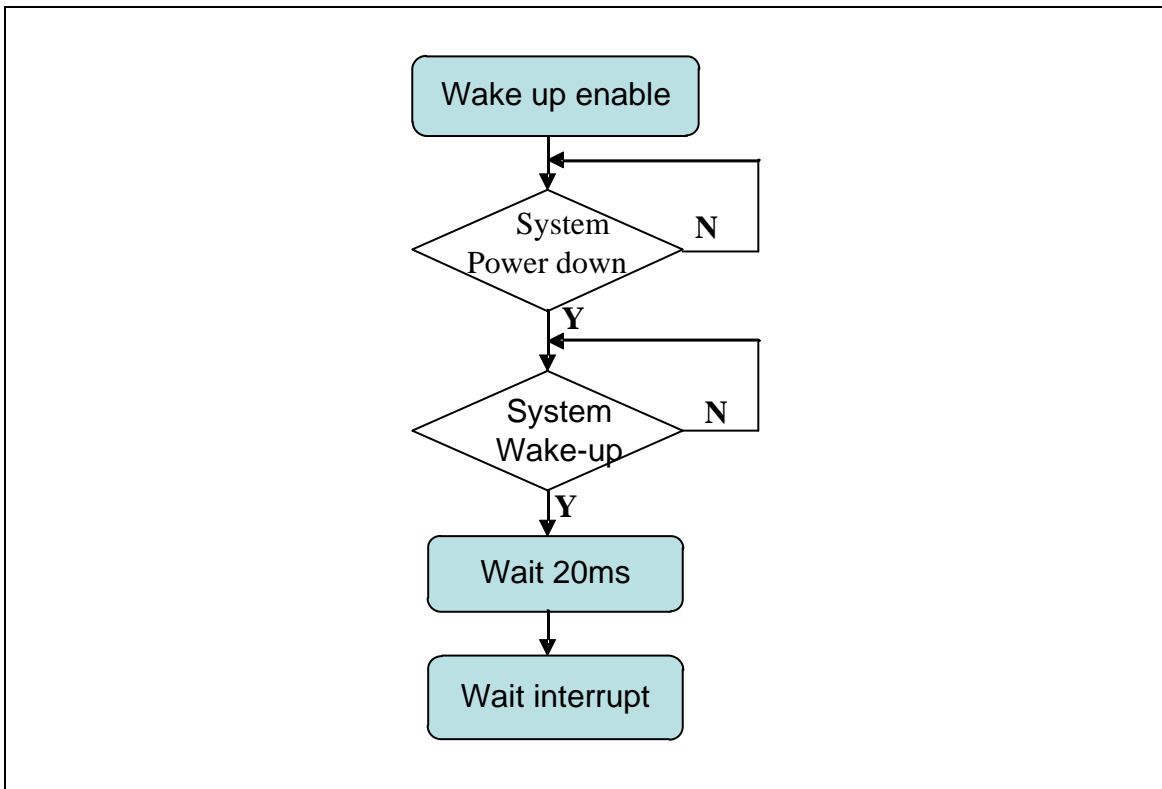 Wake up enable
System
Power down
N
Y
System
Wake-up
N
Y
Wait 20ms
Wait interrupt